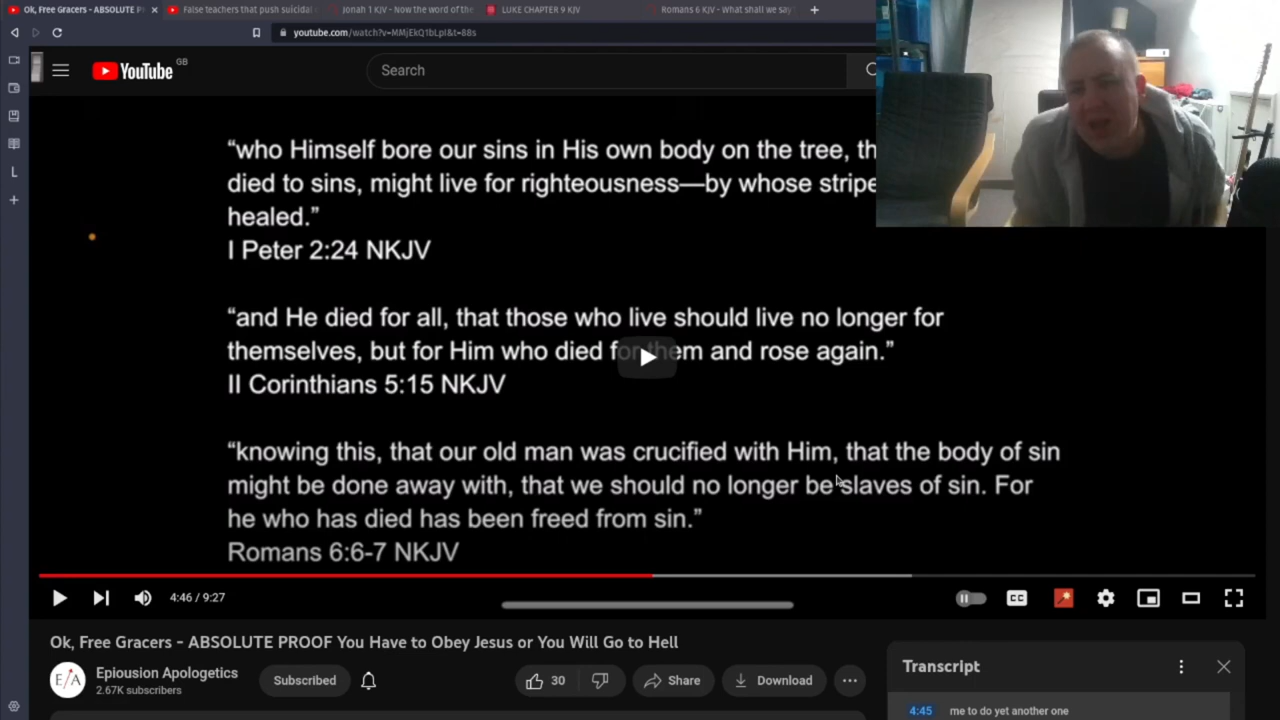 Ok, Free Gracers - ABSOLUTE P
False teachers that push suicidal
Jonah 1 KJV - Now the word of the
LUKE CHAPTER 9 KJV
Romans 6 KJV - What shall we say
youtube.com/watch?v=MMjEkQ1bLpI&t=88s
YouTube GB
Search
“who Himself bore our sins in His own body on the tree, th
died to sins, might live for righteousness—by whose stripe
healed.”
I Peter 2:24 NKJV
“and He died for all, that those who live should live no longer for
themselves, but for Him who died for them and rose again.”
II Corinthians 5:15 NKJV
“knowing this, that our old man was crucified with Him, that the body of sin
might be done away with, that we should no longer be slaves of sin. For
he who has died has been freed from sin.”
Romans 6:6-7 NKJV
4:46 / 9:27
CC
Ok, Free Gracers - ABSOLUTE PROOF You Have to Obey Jesus or You Will Go to Hell
E/A
Epiousion Apologetics
2.67K subscribers
Subscribed
30
Share
Download
Transcript
4:45 me to do yet another one
L